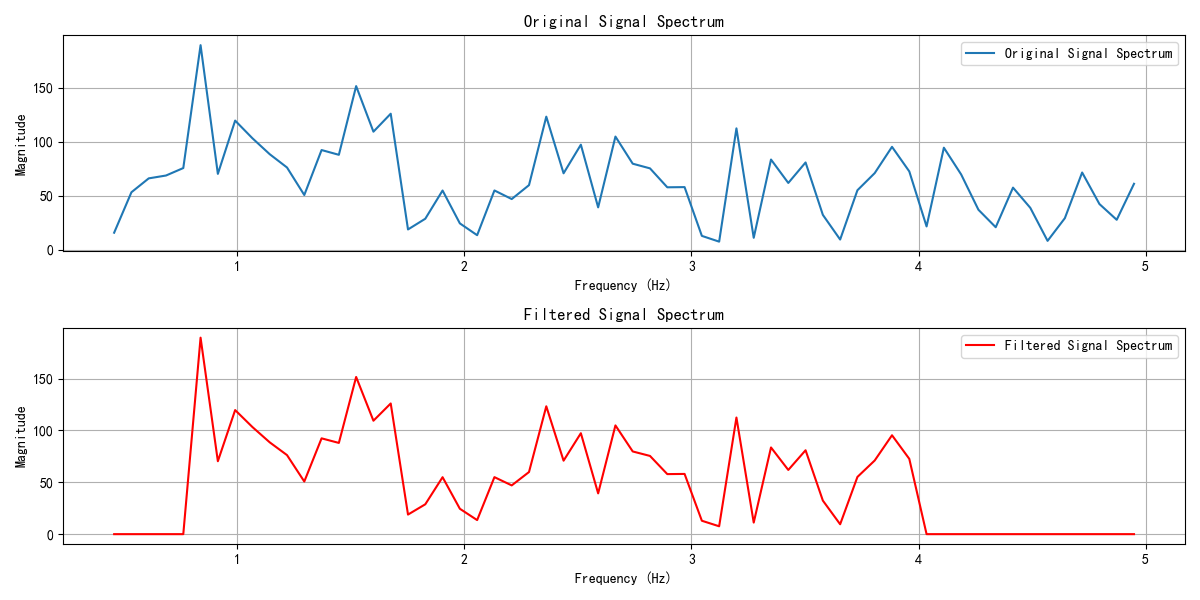 Original Signal Spectrum
Original Signal Spectrum
Magnitude
150
100
50
0
1 2 3 4 5
Frequency (Hz)
Filtered Signal Spectrum
Filtered Signal Spectrum
Magnitude
150
100
50
0
1 2 3 4 5
Frequency (Hz)